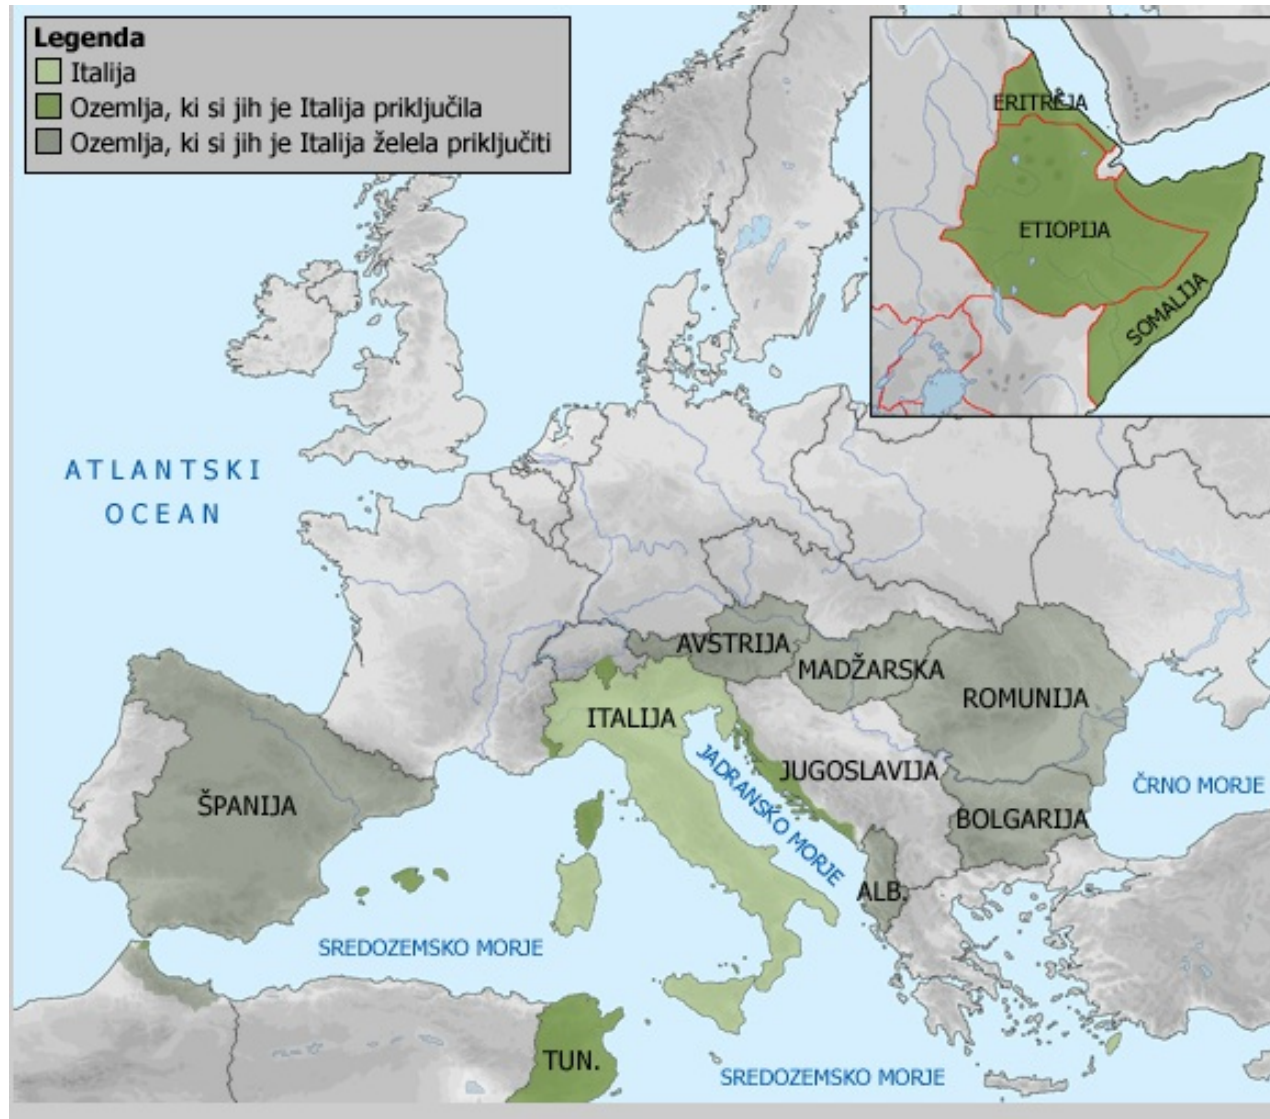 Legenda
Italija
Ozemlja, ki si jih je Italija priključila
Ozemlja, ki si jih je Italija želela priključiti
ERITREJA
ETIOPIJA
SOMALIJA
ATLANTSKI
OCEAN
AVSTRIJA
MADŽARSKA
ROMUNIJA
ITALIJA
JADRANSKO MORJE
JUGOSLAVIJA
ČRNO MORJE
ŠPANIJA
BOLGARIJA
ALB.
SREDOZEMSKO MORJE
TUN.
SREDOZEMSKO MORJE